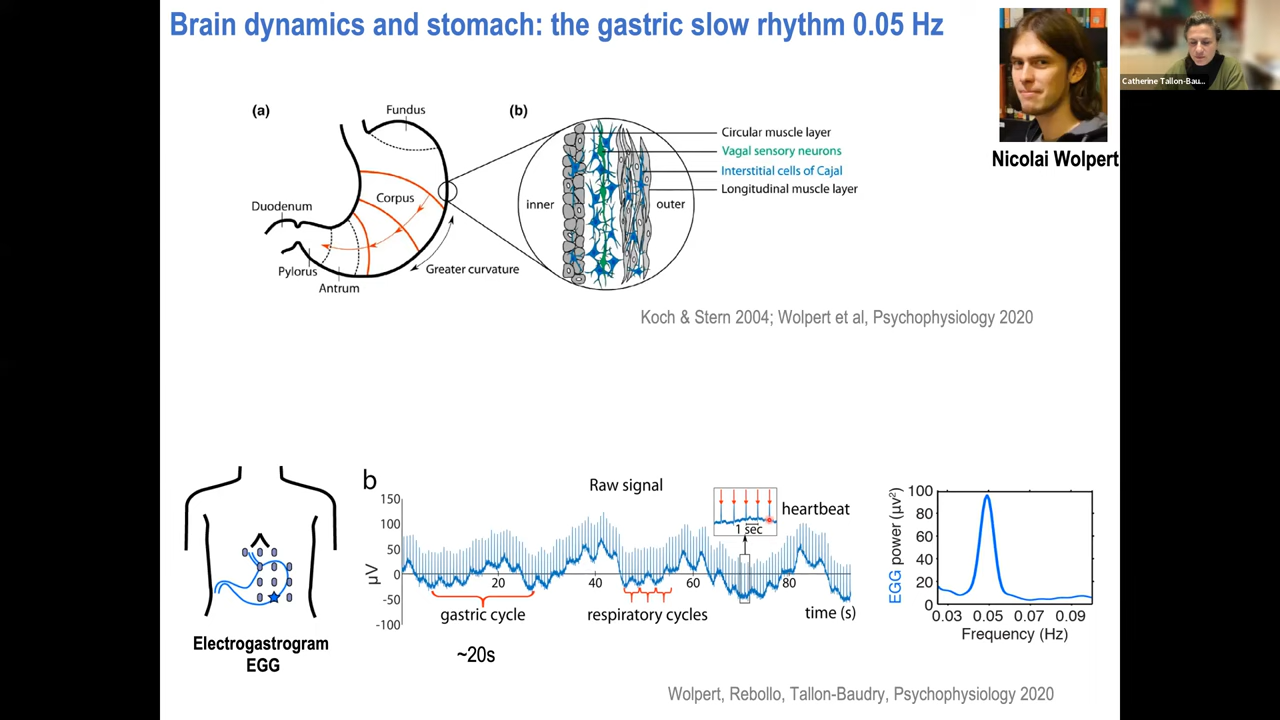 Brain dynamics and stomach: the gastric slow rhythm 0.05 Hz
Catherine Tallon-Bau...
Nicolai Wolpert
(a)
Fundus
Corpus
Duodenum
Pylorus
Antrum
Greater curvature
(b)
inner
outer
Circular muscle layer
Vagal sensory neurons
Interstitial cells of Cajal
Longitudinal muscle layer
Koch & Stern 2004; Wolpert et al, Psychophysiology 2020
Electrogastrogram
EGG
b
Raw signal
150
100
50
0
-50
-100
µV
20
40
60
80
time (s)
gastric cycle
respiratory cycles
~20s
heartbeat
1 sec
EGG power (µv²)
100
80
60
40
20
0
0.03 0.05 0.07 0.09
Frequency (Hz)
Wolpert, Rebollo, Tallon-Baudry, Psychophysiology 2020